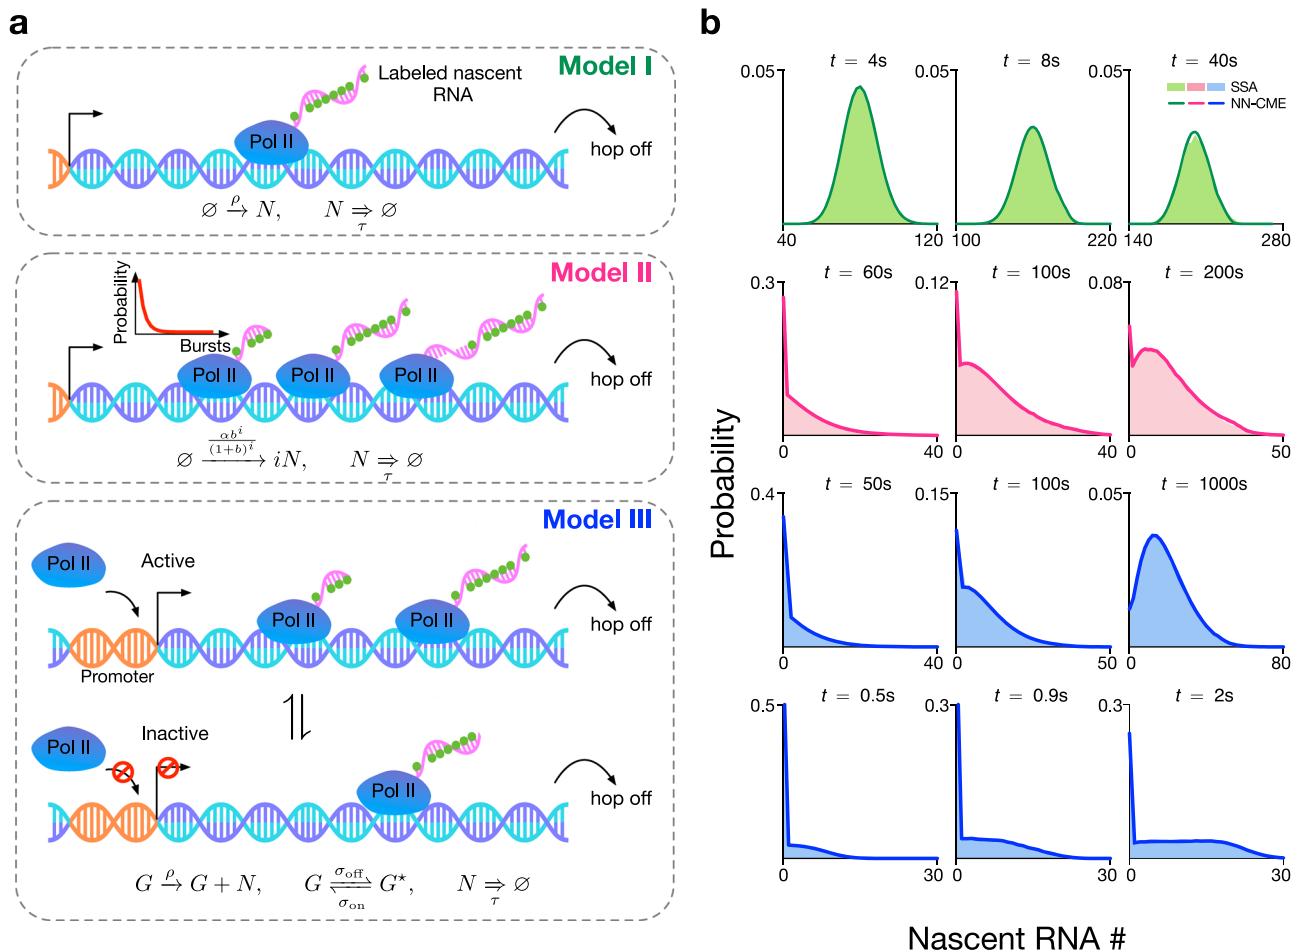 a
Model I
Labeled nascent
RNA
Pol II
hop off
∅ →ρ N, N ⇒τ ∅
Model II
Probability
Bursts
Pol II Pol II Pol II
hop off
∅ →αb^i/(1+b)^i iN, N ⇒τ ∅
Model III
Pol II
Active
Pol II Pol II
hop off
Promoter
Pol II
Inactive
Pol II
hop off
G →ρ G + N, G ⇌ G⋆, σoff σon N ⇒τ ∅
b
t = 4s t = 8s t = 40s
0.05 0.05 0.05
SSA
NN-CME
40 120 100 220 140 280
t = 60s t = 100s t = 200s
0.3 0.12 0.08
0 40 0 40 0 50
Probability
t = 50s t = 100s t = 1000s
0.4 0.15 0.05
0 40 0 50 0 80
t = 0.5s t = 0.9s t = 2s
0.5 0.3 0.3
0 30 0 30 0 30
Nascent RNA #